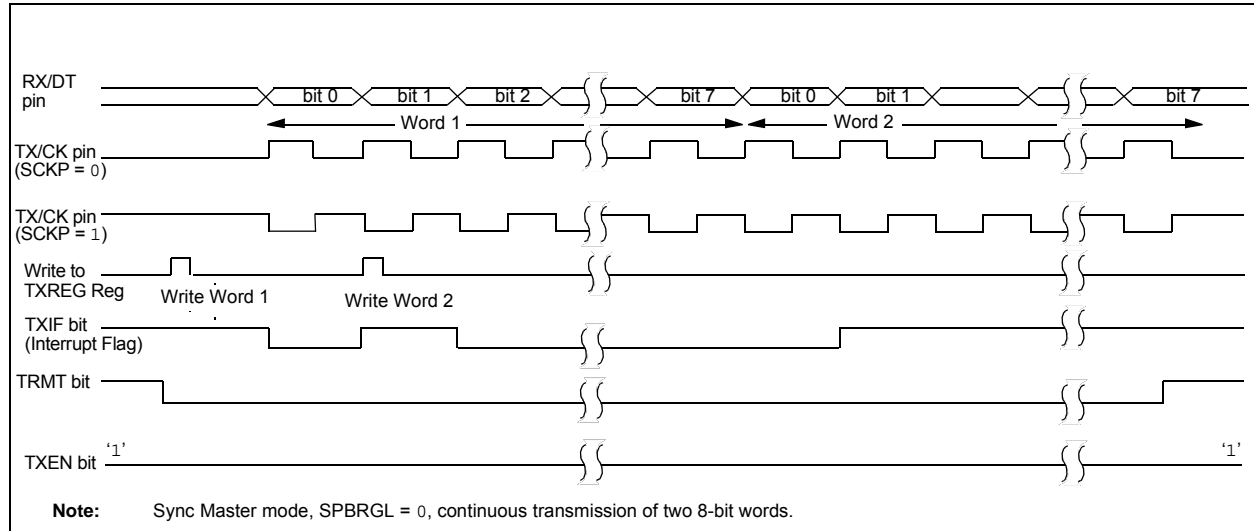 RX/DT
pin
bit 0 bit 1 bit 2 bit 7 bit 0 bit 1 bit 7
Word 1 Word 2
TX/CK pin
(SCKP = 0)
TX/CK pin
(SCKP = 1)
Write to
TXREG Reg
Write Word 1 Write Word 2
TXIF bit
(Interrupt Flag)
TRMT bit
TXEN bit '1' '1'
Note: Sync Master mode, SPBRGL = 0, continuous transmission of two 8-bit words.